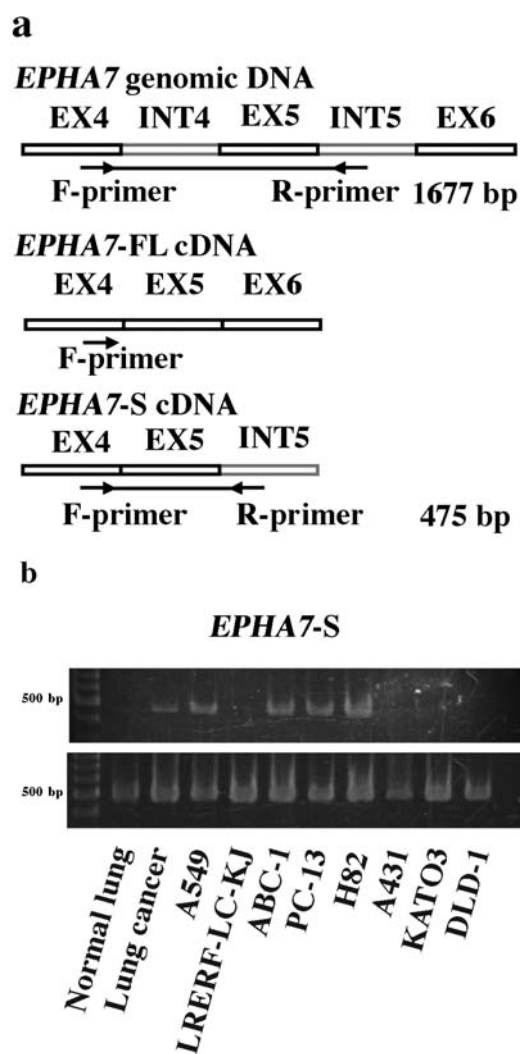 a
EPHA7 genomic DNA
EX4 INT4 EX5 INT5 EX6
F-primer R-primer 1677 bp
EPHA7-FL cDNA
EX4 EX5 EX6
F-primer
EPHA7-S cDNA
EX4 EX5 INT5
F-primer R-primer 475 bp
b
EPHA7-S
500 bp
500 bp
Normal lung
Lung cancer
A549
LRERF-LC-KJ
ABC-1
PC-13
H82
A431
KATO3
DLD-1